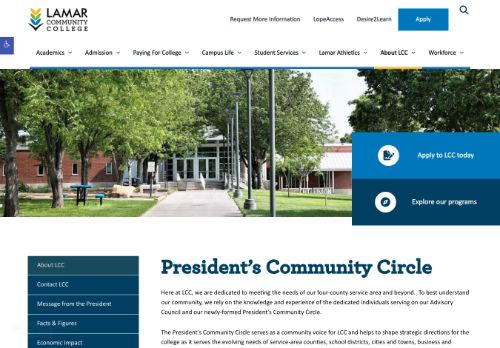 LAMAR
COMMUNITY
COLLEGE
Request More Information LopeAccess Desire2Learn Apply
Academics Admission Paying For College Campus Life Student Services Lamar Athletics About LCC Workforce
Apply to LCC today
Explore our programs
About LCC
Contact LCC
Message from the President
Facts & Figures
Economic Impact
President's Community Circle
Here at LCC, we are dedicated to meeting the needs of our four-county service area and beyond. To best understand
our community, we rely on the knowledge and experience of the dedicated individuals serving on our Advisory
Council and our newly-formed President's Community Circle.
The President's Community Circle serves as a community voice for LCC and helps to shape strategic directions for the
college as it serves the evolving needs of service-area counties, school districts, cities and towns, business and